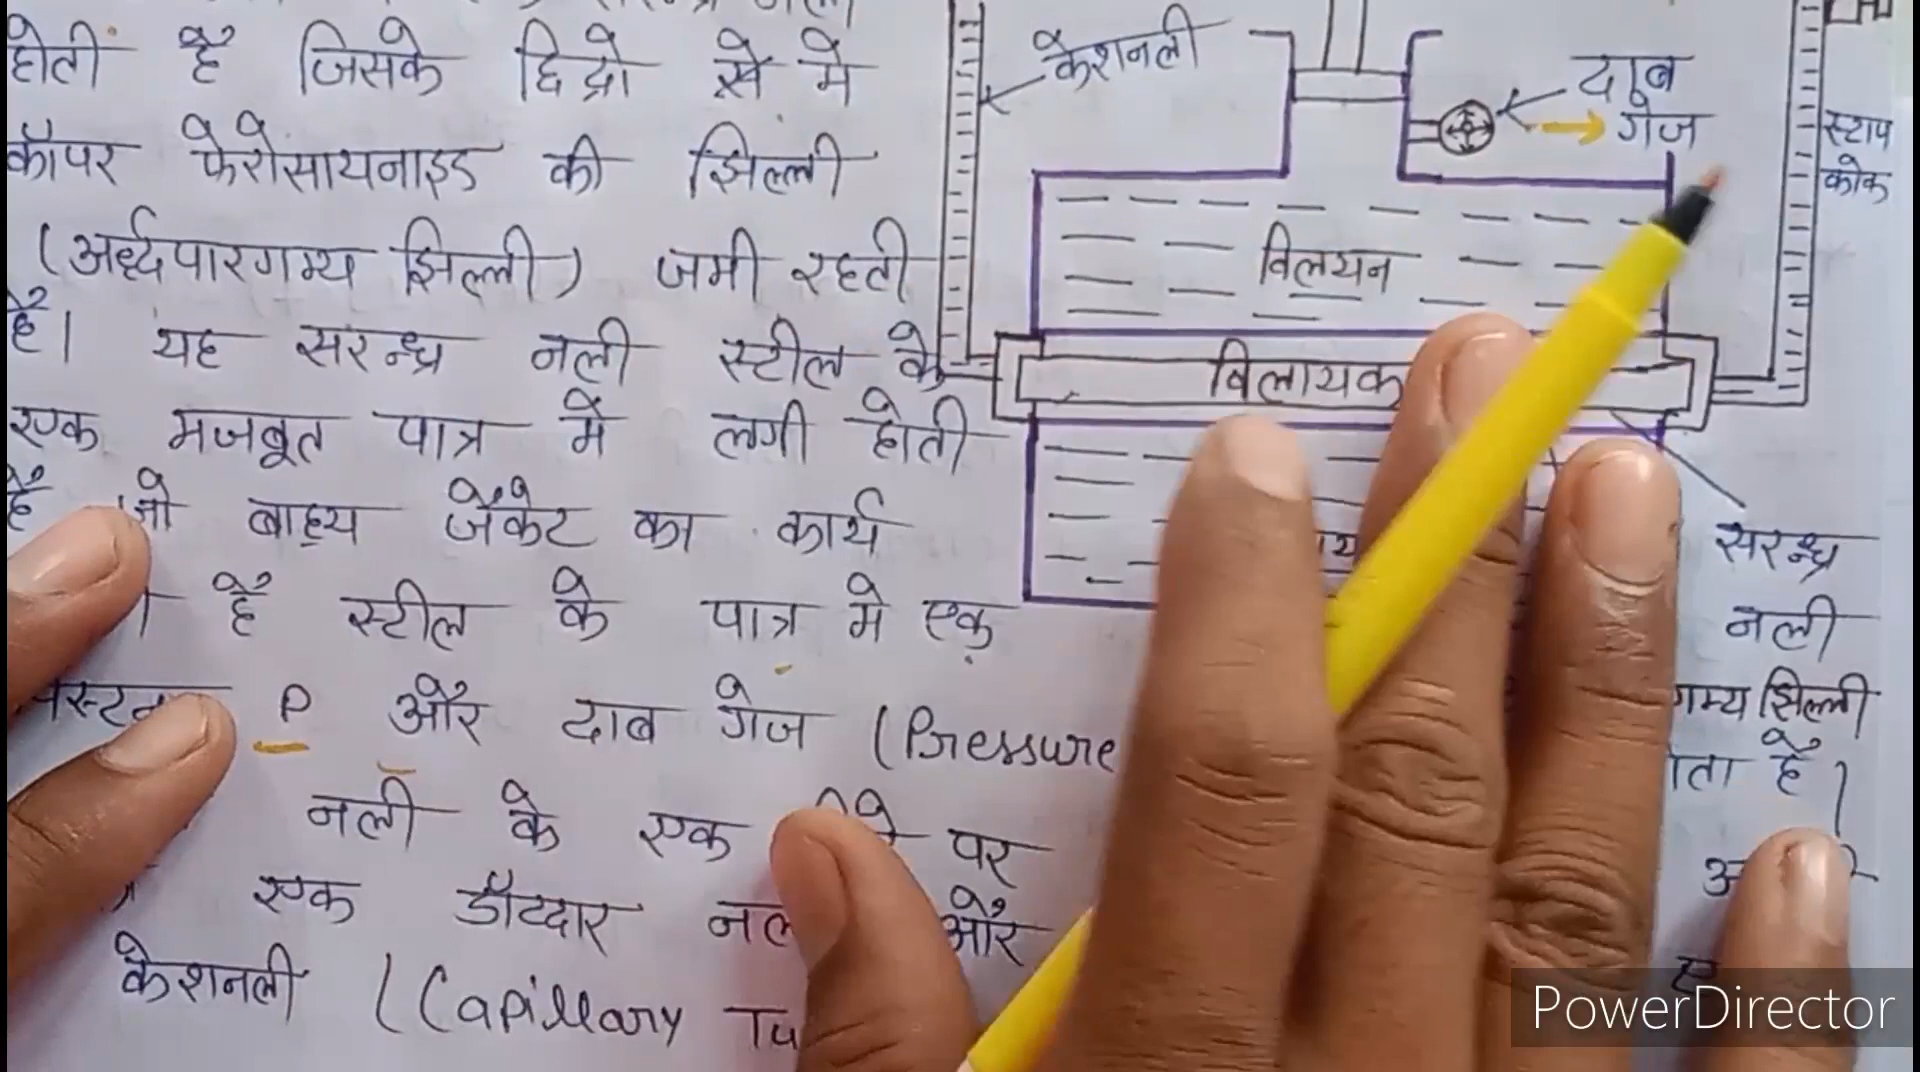 होती है जिसके छिद्रो से मे
कॉपर फेरोसायनाइड की झिल्ली
(अर्द्धपारगम्य झिल्ली) जमी रहती
है। यह सरन्ध्र नली स्टील के
एक मजबूत पात्र मे लगी होती
है जो बाह्य जैकेट का कार्य
है स्टील के पात्र मे एक
P और दाब गेज (Pressure
नली के एक पर
एक डॉटदार और
केशनली (Capillary
केशनली
दाब
गेज
स्टाप
कोक
विलयन
विलायक
सरन्ध्र
नली
झिल्ली
है।
PowerDirector